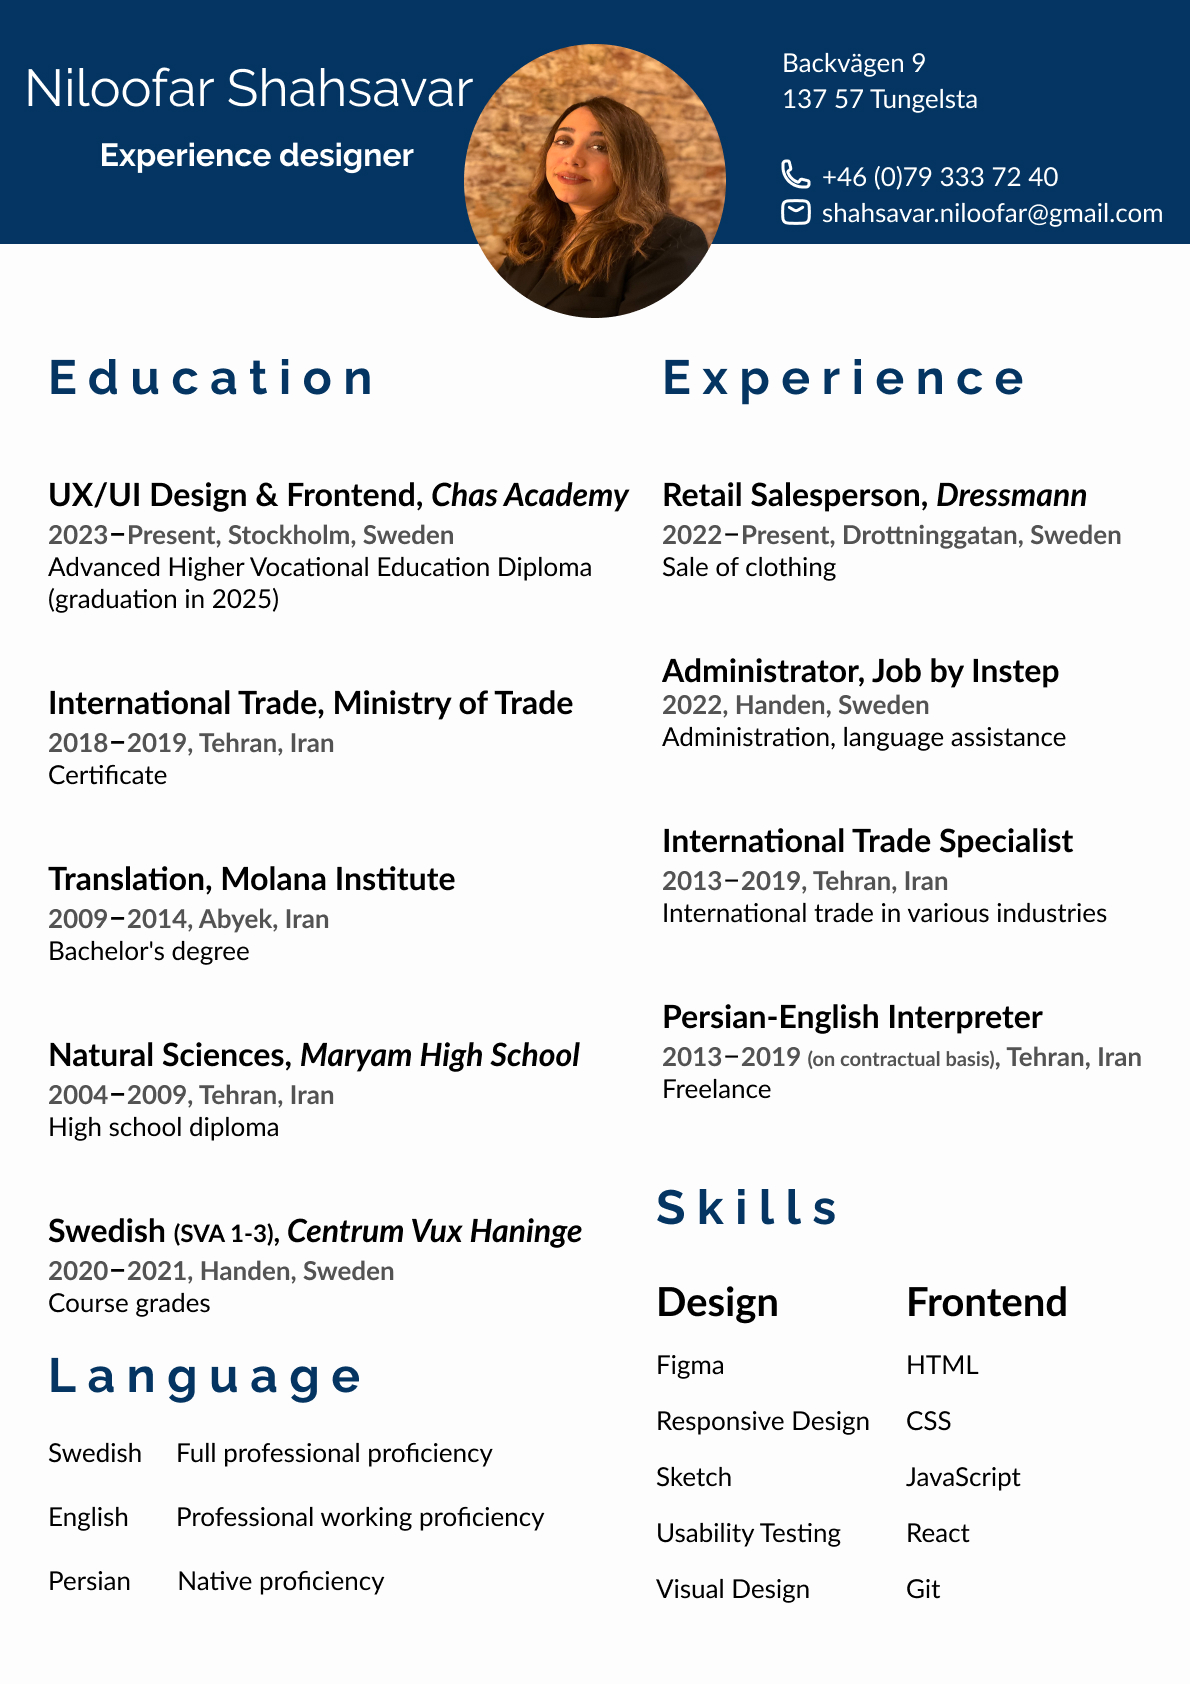 Niloofar Shahsavar
Experience designer
Backvägen 9
137 57 Tungelsta
+46 (0)79 333 72 40
shahsavar.niloofar@gmail.com
Education
UX/UI Design & Frontend, Chas Academy
2023–Present, Stockholm, Sweden
Advanced Higher Vocational Education Diploma
(graduation in 2025)
International Trade, Ministry of Trade
2018–2019, Tehran, Iran
Certificate
Translation, Molana Institute
2009–2014, Abyek, Iran
Bachelor's degree
Natural Sciences, Maryam High School
2004–2009, Tehran, Iran
High school diploma
Swedish (SVA 1-3), Centrum Vux Haninge
2020–2021, Handen, Sweden
Course grades
Language
Swedish Full professional proficiency
English Professional working proficiency
Persian Native proficiency
Experience
Retail Salesperson, Dressmann
2022–Present, Drottninggatan, Sweden
Sale of clothing
Administrator, Job by Instep
2022, Handen, Sweden
Administration, language assistance
International Trade Specialist
2013–2019, Tehran, Iran
International trade in various industries
Persian-English Interpreter
2013–2019 (on contractual basis), Tehran, Iran
Freelance
Skills
Design Frontend
Figma HTML
Responsive Design CSS
Sketch JavaScript
Usability Testing React
Visual Design Git